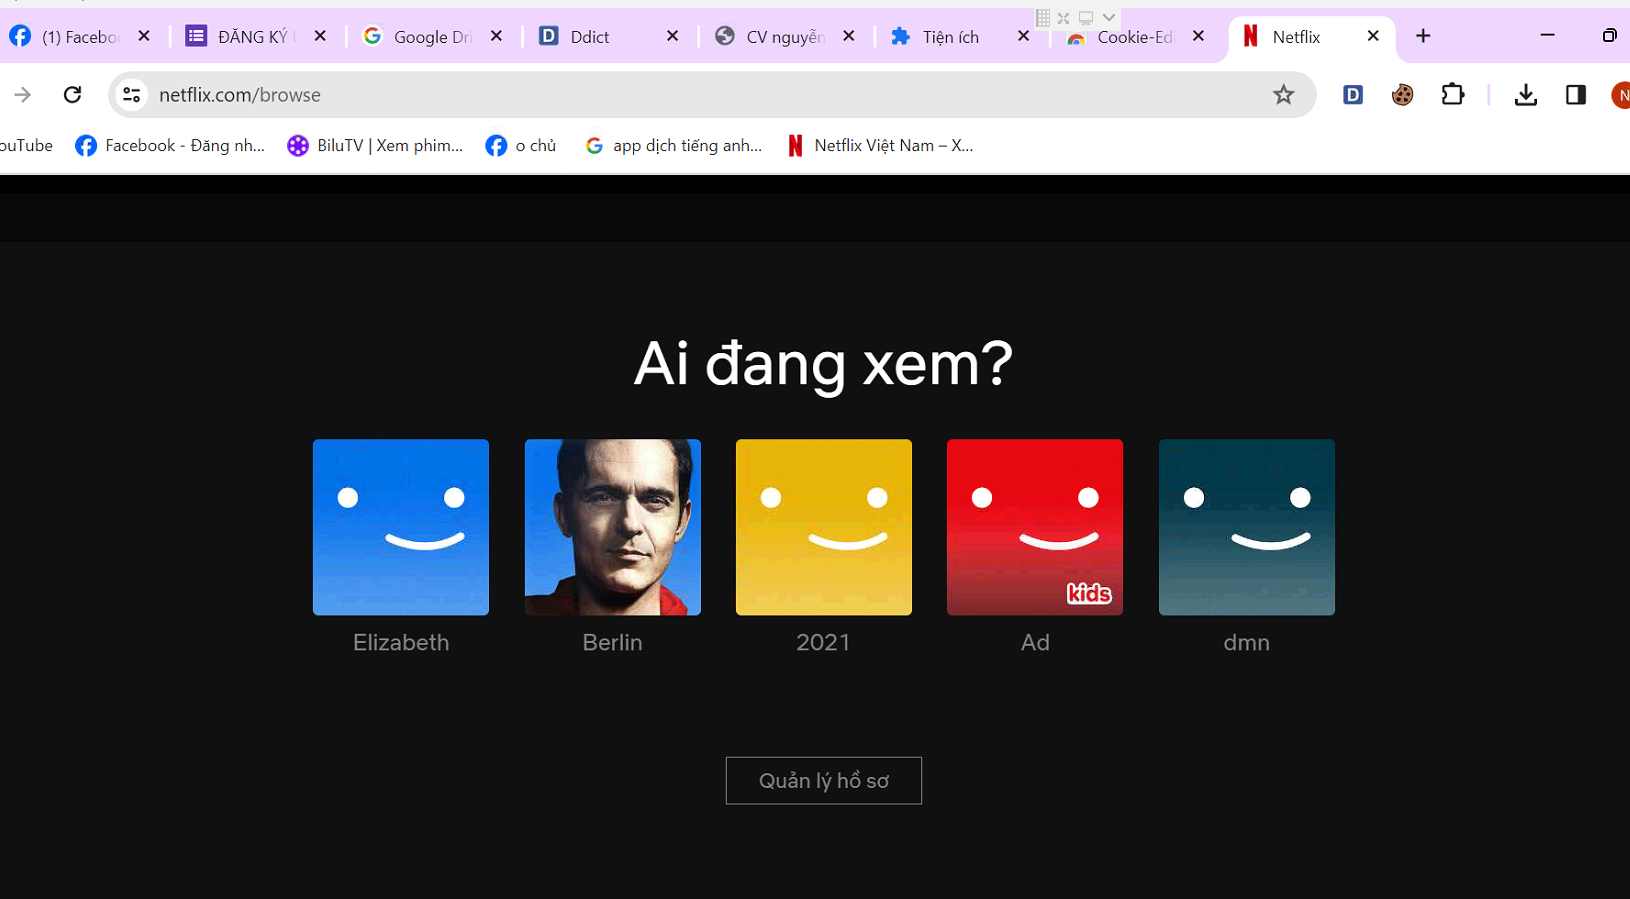 (1) Facebo
ĐĂNG KÝ
Google Dri
Ddict
CV nguyễn
Tiện ích
Cookie-Ed
Netflix
netflix.com/browse
N
ouTube
Facebook - Đăng nh...
BiluTV | Xem phim...
o chủ
app dịch tiếng anh...
Netflix Việt Nam – X...
Ai đang xem?
kids
Elizabeth
Berlin
2021
Ad
dmn
Quản lý hồ sơ